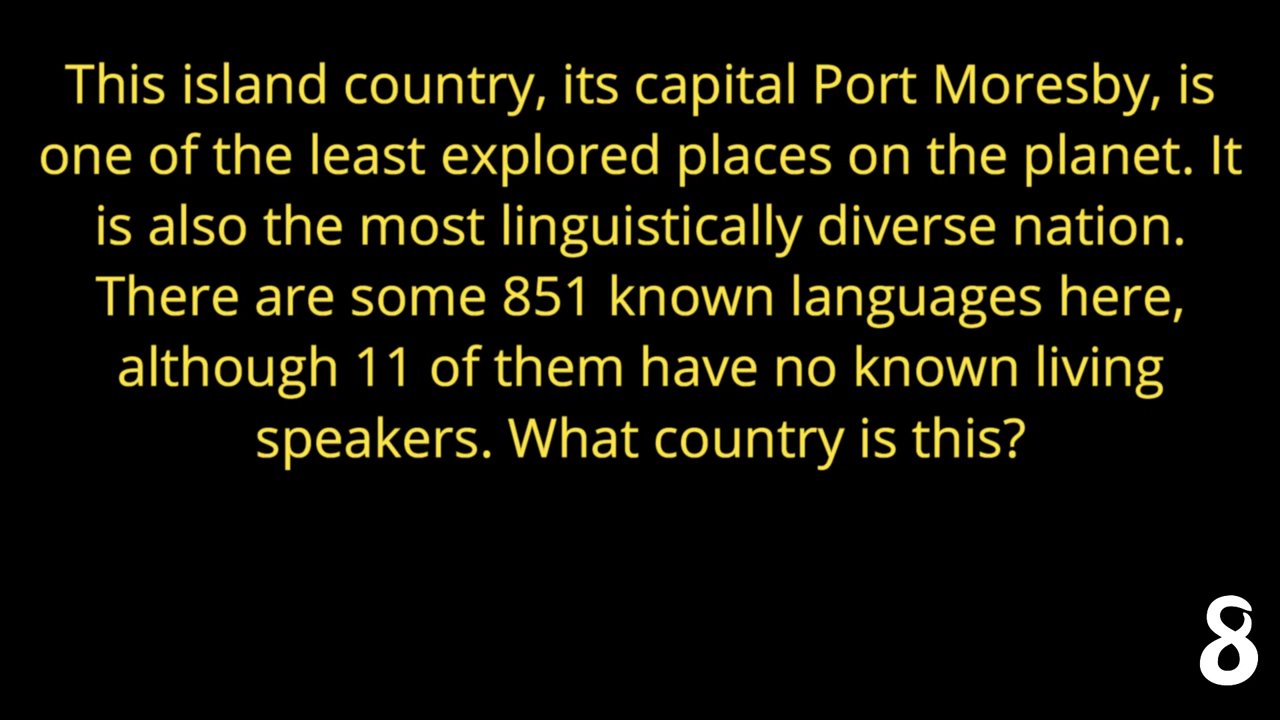 This island country, its capital Port Moresby, is
one of the least explored places on the planet. It
is also the most linguistically diverse nation.
There are some 851 known languages here,
although 11 of them have no known living
speakers. What country is this?
8